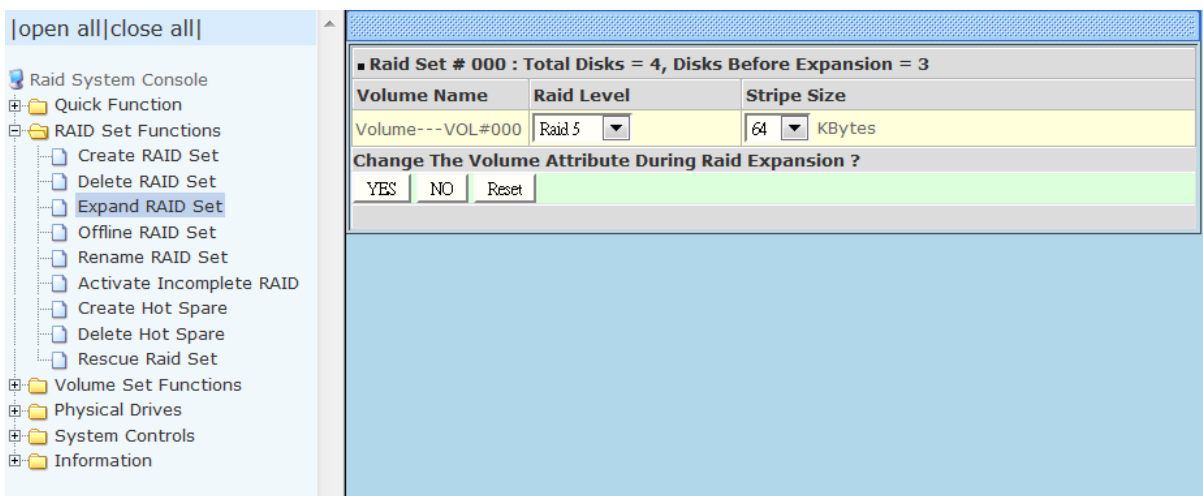 |open all|close all|
Raid System Console
Quick Function
RAID Set Functions
Create RAID Set
Delete RAID Set
Expand RAID Set
Offline RAID Set
Rename RAID Set
Activate Incomplete RAID
Create Hot Spare
Delete Hot Spare
Rescue Raid Set
Volume Set Functions
Physical Drives
System Controls
Information
Raid Set # 000 : Total Disks = 4, Disks Before Expansion = 3
Volume Name Raid Level Stripe Size
Volume---VOL#000 Raid 5 64 KBytes
Change The Volume Attribute During Raid Expansion ?
YES NO Reset